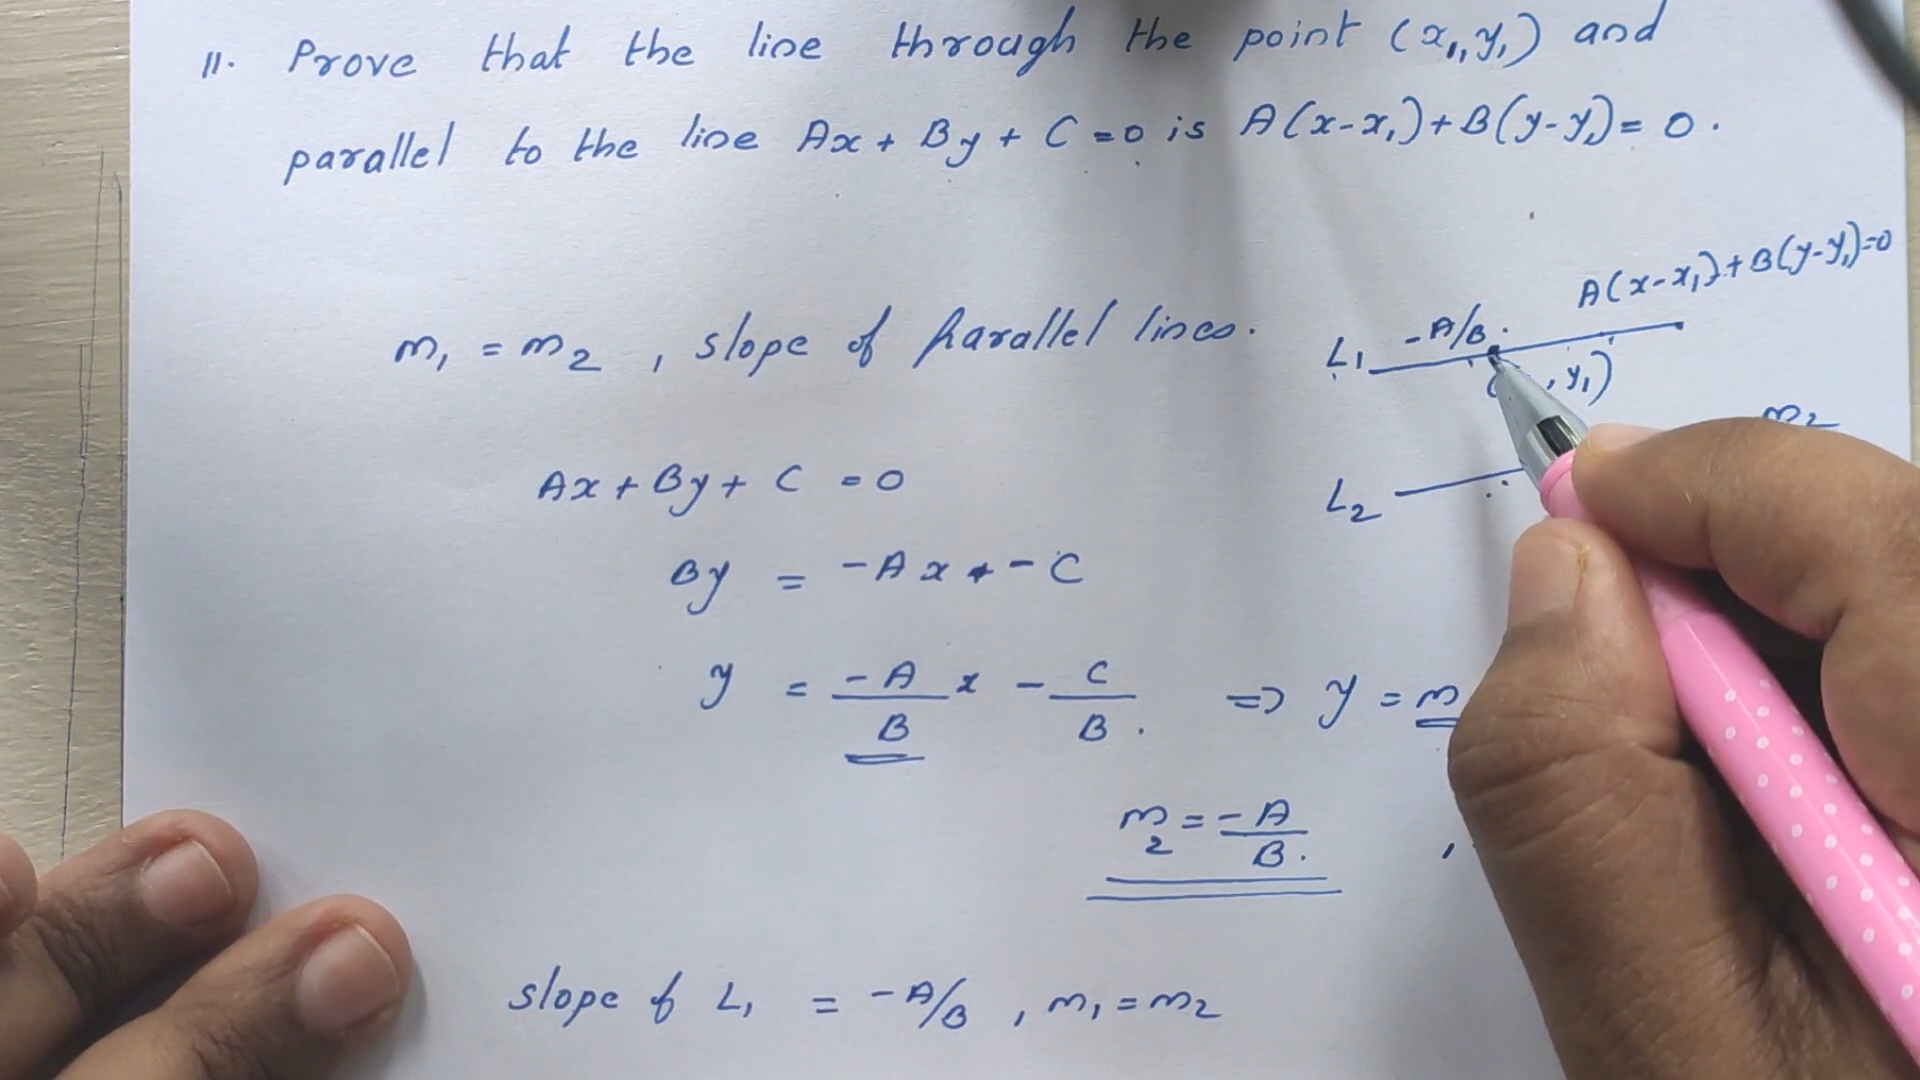 11. Prove that the line through the point (x₁, y₁) and
parallel to the line Ax + By + C = 0 is A(x-x₁)+B(y-y₁)= 0.
A(x-x₁)+B(y-y₁)=0
m₁ = m₂ , slope of parallel lines.
L₁ -A/B.
, y₁)
m₂
Ax + By + C = 0
L₂
By = -Ax - C
y = -A/B x - C/B. => y = m
m₂ = -A/B.
,
slope of L₁ = -A/B , m₁ = m₂